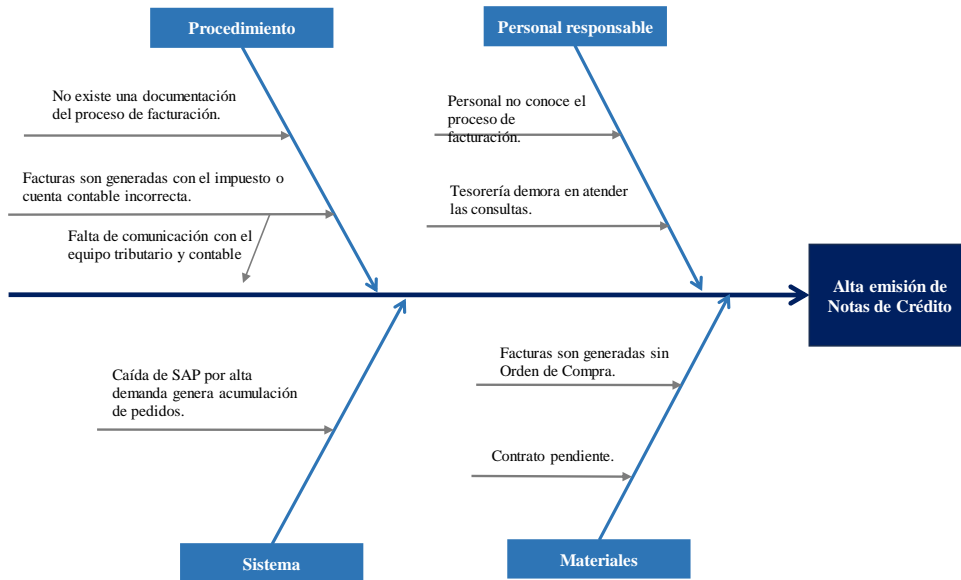 Procedimiento
Personal responsable
No existe una documentación
del proceso de facturación.
Personal no conoce el
proceso de
facturación.
Facturas son generadas con el impuesto o
cuenta contable incorrecta.
Tesorería demora en atender
las consultas.
Falta de comunicación con el
equipo tributario y contable
Alta emisión de
Notas de Crédito
Facturas son generadas sin
Orden de Compra.
Caída de SAP por alta
demanda genera acumulación
de pedidos.
Contrato pendiente.
Sistema
Materiales